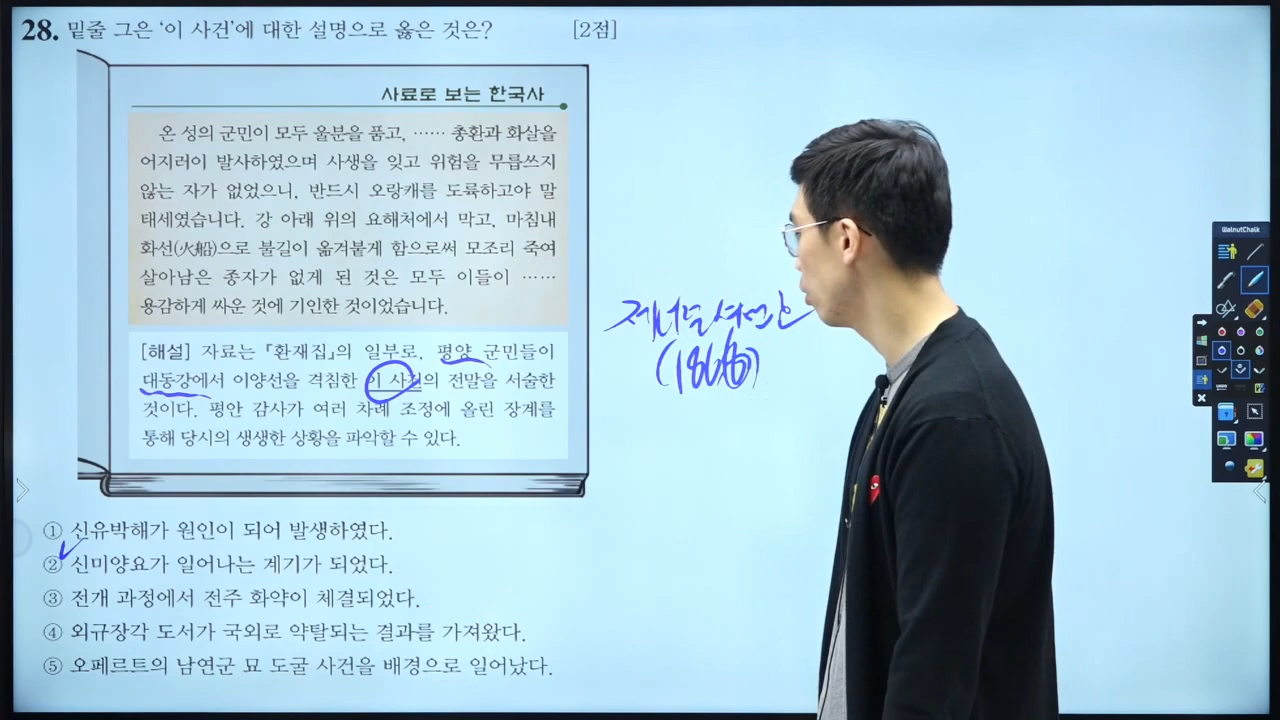 28. 밑줄 그은 '이 사건'에 대한 설명으로 옳은 것은? [2점]
사료로 보는 한국사
온 성의 군민이 모두 울분을 품고, …… 총환과 화살을
어지러이 발사하였으며 사생을 잊고 위험을 무릅쓰지
않는 자가 없었으니, 반드시 오랑캐를 도륙하고야 말
태세였습니다. 강 아래 위의 요해처에서 막고, 마침내
화선(火船)으로 불길이 옮겨붙게 함으로써 모조리 죽여
살아남은 종자가 없게 된 것은 모두 이들이 ……
용감하게 싸운 것에 기인한 것이었습니다.
[해설] 자료는 「환재집」의 일부로, 평양 군민들이
대동강에서 이양선을 격침한 이 사건의 전말을 서술한
것이다. 평안 감사가 여러 차례 조정에 올린 장계를
통해 당시의 생생한 상황을 파악할 수 있다.
제너럴셔먼호
(1866)
① 신유박해가 원인이 되어 발생하였다.
② 신미양요가 일어나는 계기가 되었다.
③ 전개 과정에서 전주 화약이 체결되었다.
④ 외규장각 도서가 국외로 약탈되는 결과를 가져왔다.
⑤ 오페르트의 남연군 묘 도굴 사건을 배경으로 일어났다.
WalnutChalk